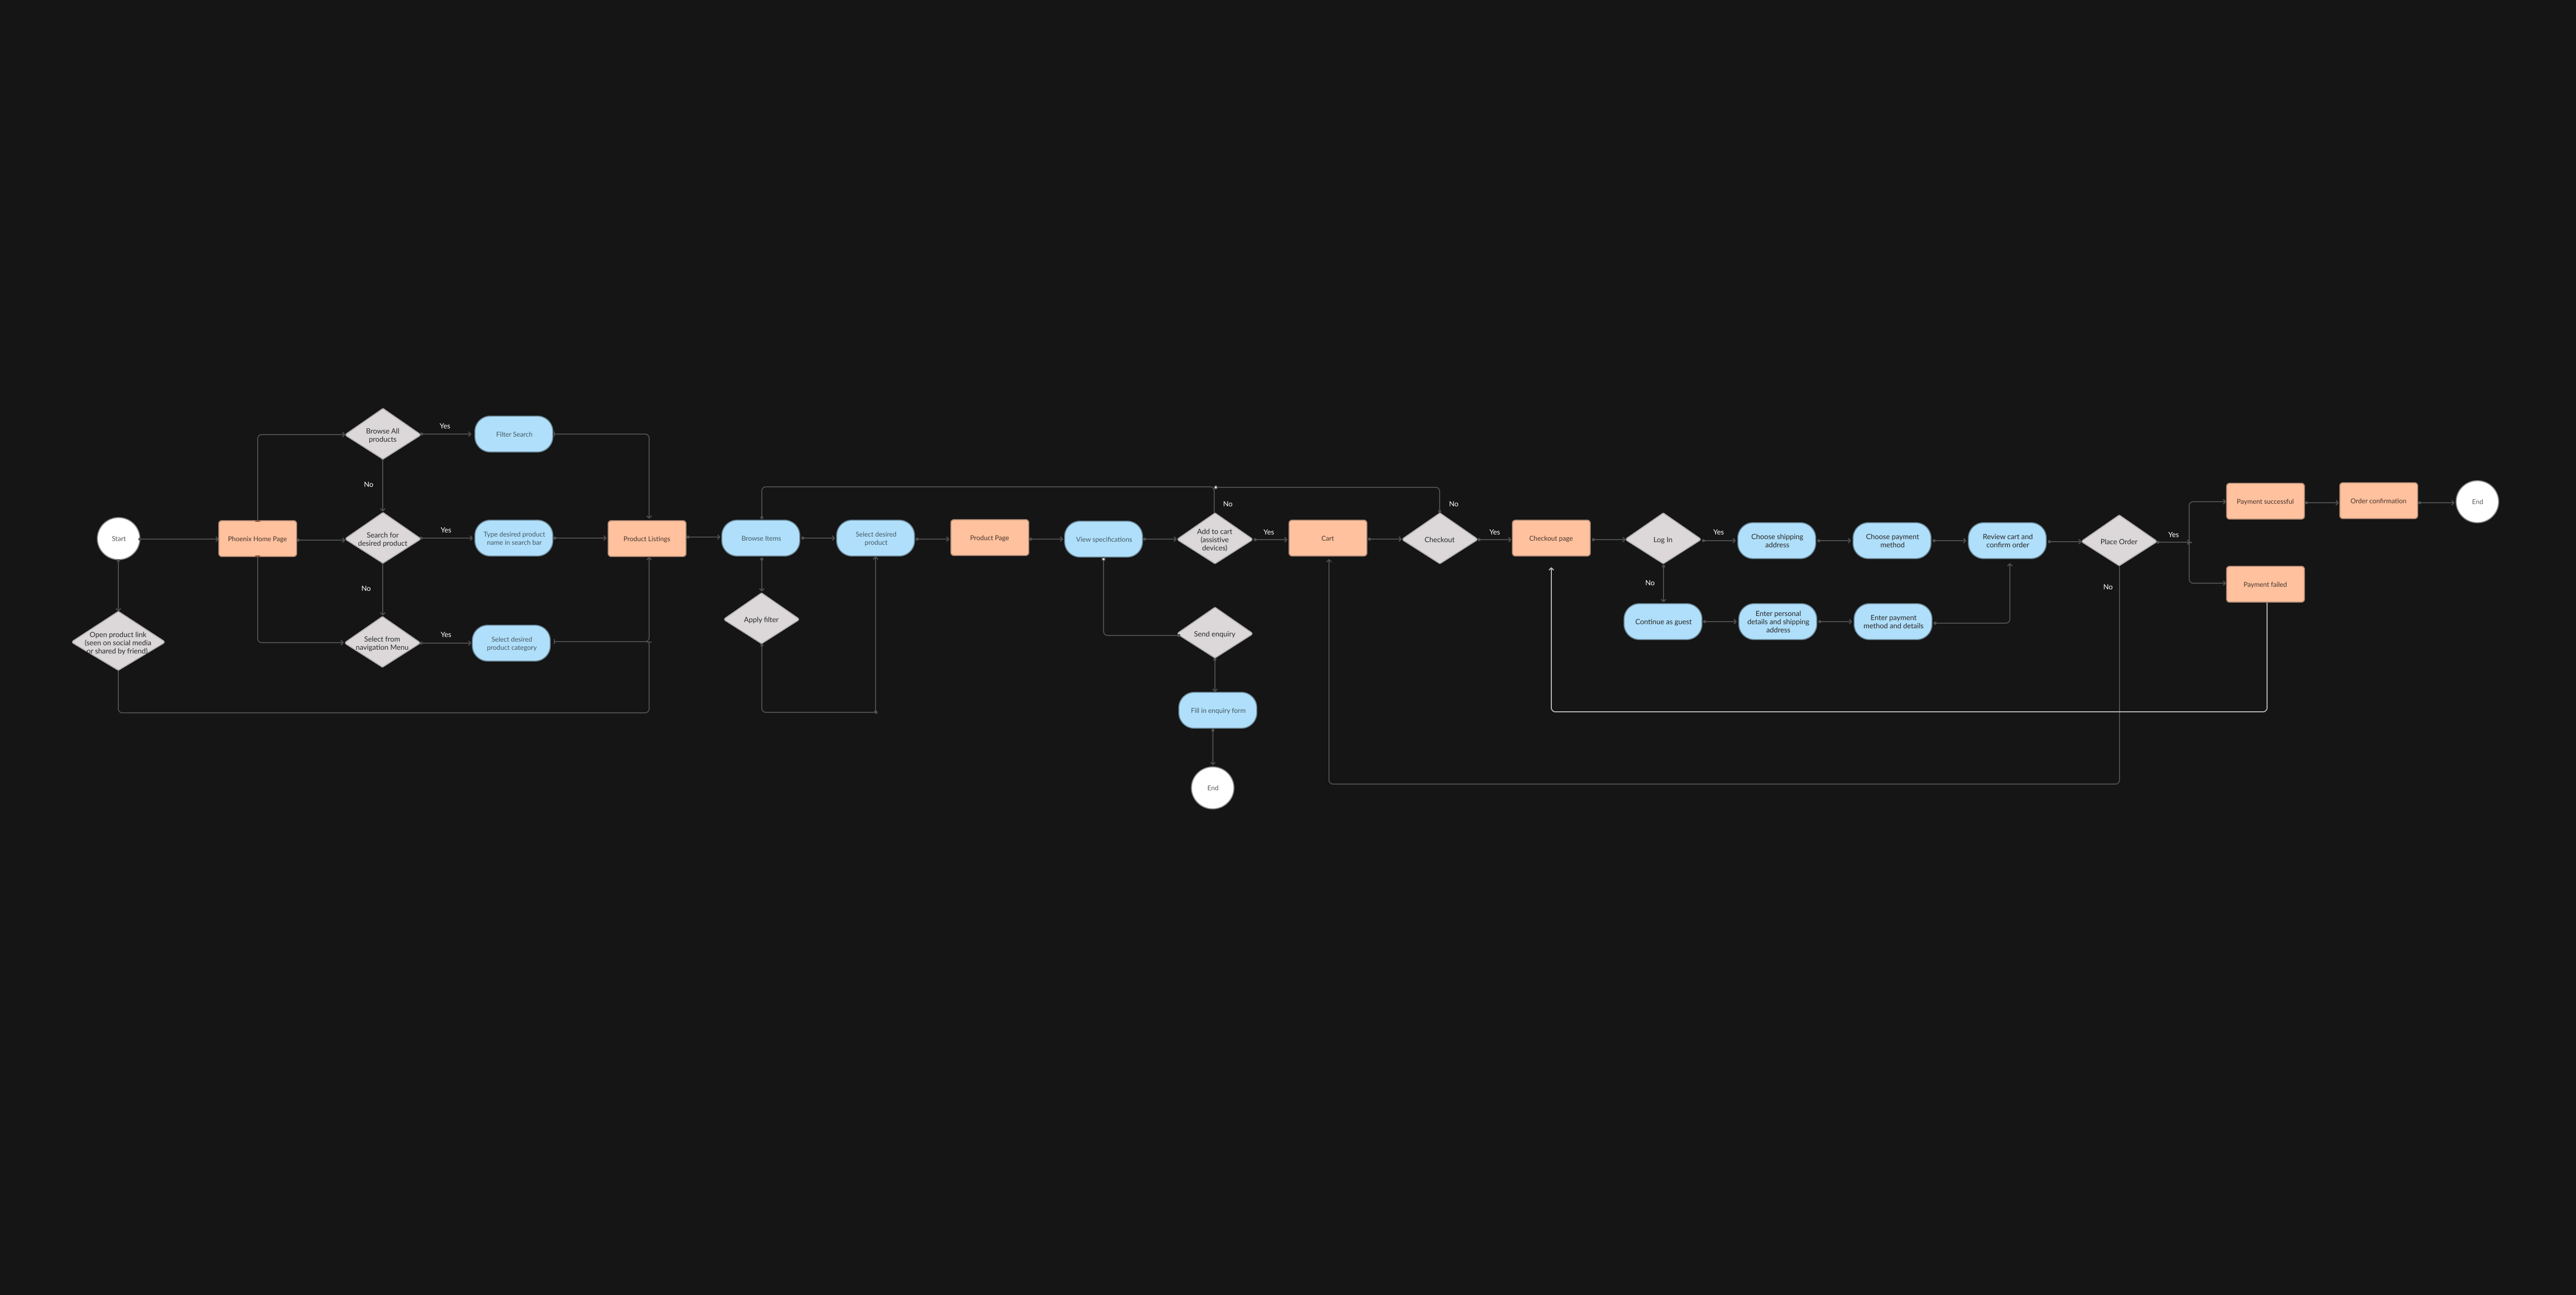 Browse All
products
Yes
Filter Search
No
Start
Phoenix Home Page
Search for
desired product
Yes
Type desired product
name in search bar
Product Listings
No
Open product link
(seen on social media
or shared by friend)
Select from
navigation Menu
Yes
Select desired
product category
Browse Items
Select desired
product
Apply filter
Product Page
View specifications
No
Add to cart
(assistive
devices)
Yes
Send enquiry
Fill in enquiry form
End
Cart
No
Checkout
Yes
Checkout page
Log In
Yes
Choose shipping
address
Choose payment
method
Review cart and
confirm order
No
Continue as guest
Enter personal
details and shipping
address
Enter payment
method and details
Place Order
Yes
No
Payment successful
Order confirmation
End
Payment failed